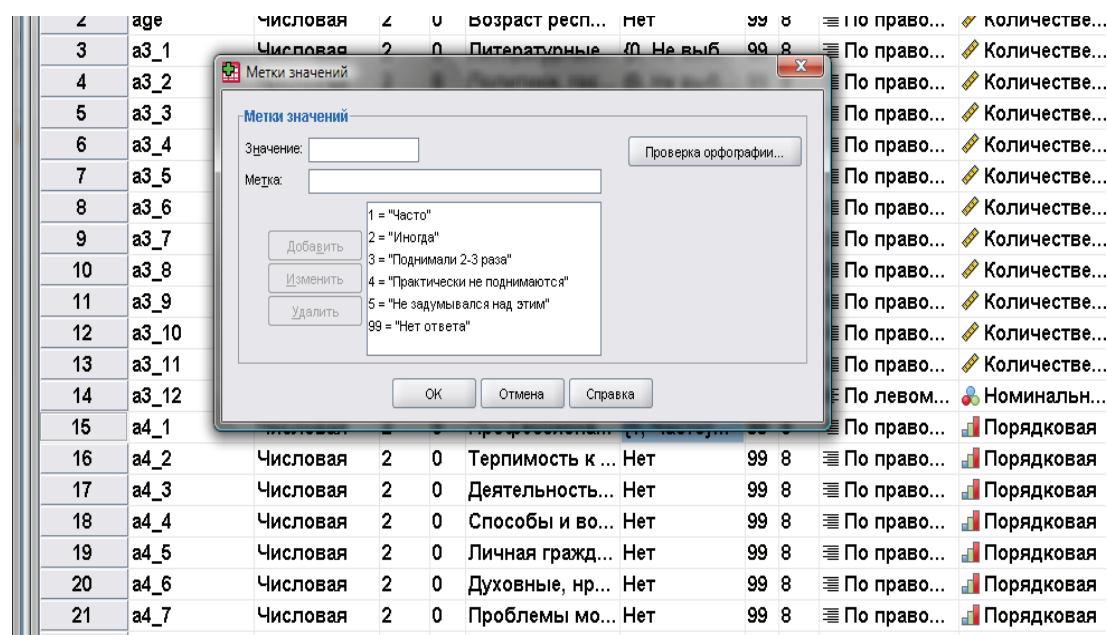 2 age Числовая 2 0 Возраст респ... Нет 99 8 По право... Количестве...
3 a3_1 Числовая 2 0 Литературные {0, Не выб 99 8 По право... Количестве...
Метки значений
4 a3_2 По право... Количестве...
5 a3_3 По право... Количестве...
Метки значений
6 a3_4 По право... Количестве...
Значение:
Проверка орфографии...
7 a3_5 По право... Количестве...
Метка:
8 a3_6 По право... Количестве...
1 = "Часто"
9 a3_7 По право... Количестве...
2 = "Иногда"
Добавить
3 = "Поднимали 2-3 раза"
10 a3_8 По право... Количестве...
Изменить
4 = "Практически не поднимаются"
11 a3_9 По право... Количестве...
5 = "Не задумывался над этим"
Удалить
99 = "Нет ответа"
12 a3_10 По право... Количестве...
13 a3_11 По право... Количестве...
OK Отмена Справка
14 a3_12 По левом... Номинальн...
15 a4_1 По право... Порядковая
16 a4_2 Числовая 2 0 Терпимость к ... Нет 99 8 По право... Порядковая
17 a4_3 Числовая 2 0 Деятельность... Нет 99 8 По право... Порядковая
18 a4_4 Числовая 2 0 Способы и во... Нет 99 8 По право... Порядковая
19 a4_5 Числовая 2 0 Личная гражд... Нет 99 8 По право... Порядковая
20 a4_6 Числовая 2 0 Духовные, нр... Нет 99 8 По право... Порядковая
21 a4_7 Числовая 2 0 Проблемы мо... Нет 99 8 По право... Порядковая